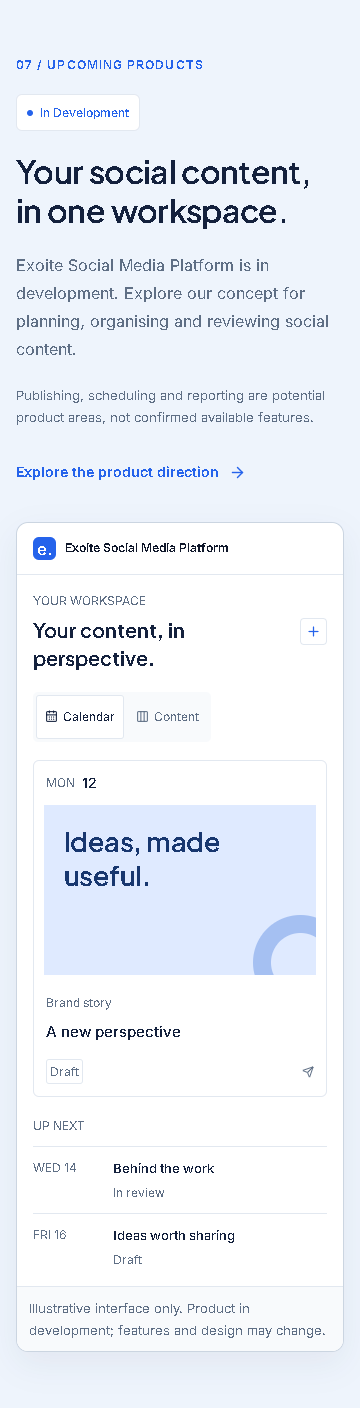 07 / UPCOMING PRODUCTS
In Development
Your social content,
in one workspace.
Exoite Social Media Platform is in
development. Explore our concept for
planning, organising and reviewing social
content.
Publishing, scheduling and reporting are potential
product areas, not confirmed available features.
Explore the product direction
e. Exoite Social Media Platform
YOUR WORKSPACE
Your content, in
perspective.
Calendar Content
MON 12
Ideas, made
useful.
Brand story
A new perspective
Draft
UP NEXT
WED 14 Behind the work
In review
FRI 16 Ideas worth sharing
Draft
Illustrative interface only. Product in
development; features and design may change.